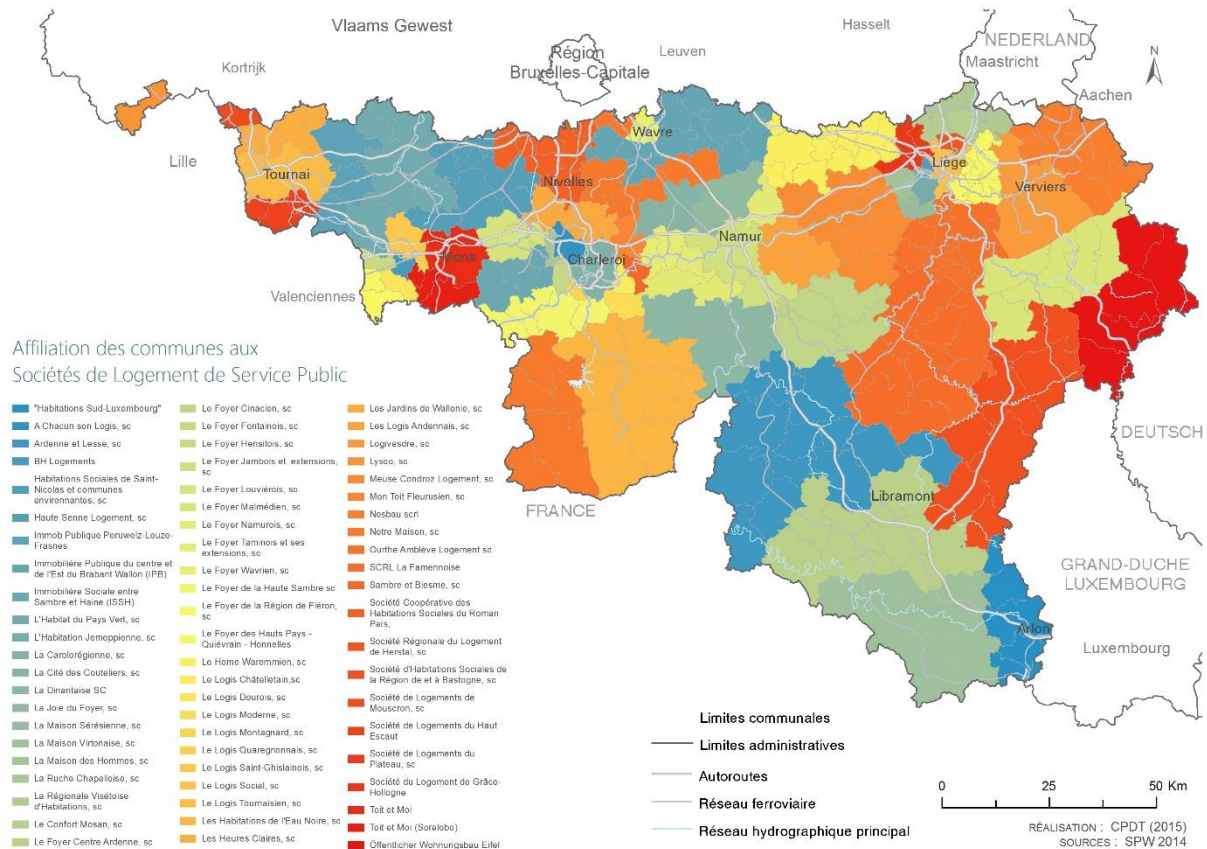 Vlaams Gewest
Hasselt
NEDERLAND
Maastricht
Région
Bruxelles-Capitale
Leuven
Kortrijk
N
Aachen
Lille
Wavre
Tournai
Nivelles
Liège
Verviers
Mons
Charleroi
Namur
Valenciennes
DEUTSCH
FRANCE
Libramont
GRAND-DUCHE
LUXEMBOURG
Arlon
Luxembourg
Affiliation des communes aux
Sociétés de Logement de Service Public
"Habitations Sud-Luxembourg"
A Chacun son Logis, sc
Ardenne et Lesse, sc
BH Logements
Habitations Sociales de Saint-
Nicolas et communes
environnantes, sc
Haute Senne Logement, sc
Immob Publique Peruwelz-Leuze-
Frasnes
Immobilière Publique du centre et
de l'Est du Brabant Wallon (IPB)
Immobilière Sociale entre
Sambre et Haine (ISSH)
L'Habitat du Pays Vert, sc
L'Habitation Jemeppienne, sc
La Carolorégienne, sc
La Cité des Couteliers, sc
La Dinantaise SC
La Joie du Foyer, sc
La Maison Sérésienne, sc
La Maison Virtonaise, sc
La Maison des Hommes, sc
La Ruche Chapelloise, sc
La Régionale Visétoise
d'Habitations, sc
Le Confort Mosan, sc
Le Foyer Centre Ardenne, sc
Le Foyer Cinacien, sc
Le Foyer Fontainois, sc
Le Foyer Hensitois, sc
Le Foyer Jambois et extensions,
sc
Le Foyer Louviérois, sc
Le Foyer Malmédien, sc
Le Foyer Namurois, sc
Le Foyer Taminois et ses
extensions, sc
Le Foyer Wavrien, sc
Le Foyer de la Haute Sambre sc
Le Foyer de la Région de Fléron,
sc
Le Foyer des Hauts Pays -
Quiévrain - Honnelles
Le Home Waremmien, sc
Le Logis Châtelletain,sc
Le Logis Dourois, sc
Le Logis Moderne, sc
Le Logis Montagnard, sc
Le Logis Quaregnonnais, sc
Le Logis Saint-Ghislainois, sc
Le Logis Social, sc
Le Logis Tournaisien, sc
Les Habitations de l'Eau Noire, sc
Les Heures Claires, sc
Les Jardins de Wallonie, sc
Les Logis Andennais, sc
Logivesdre, sc
Lysco, sc
Meuse Condroz Logement, sc
Mon Toit Fleurusien, sc
Nosbau scrl
Notre Maison, sc
Ourthe Amblève Logement sc
SCRL La Famennoise
Sambre et Biesme, sc
Société Coopérative des
Habitations Sociales du Roman
Païs,
Société Régionale du Logement
de Herstal, sc
Société d'Habitations Sociales de
la Région de et à Bastogne, sc
Société de Logements de
Mouscron, sc
Société de Logements du Haut
Escaut
Société de Logements du
Plateau, sc
Société du Logement de Grâce-
Hollogne
Toit et Moi
Toit et Moi (Sorelobo)
Öffentlicher Wohnungsbau Eifel
Limites communales
Limites administratives
Autoroutes
Réseau ferroviaire
Réseau hydrographique principal
0 25 50 Km
RÉALISATION : CPDT (2015)
SOURCES : SPW 2014